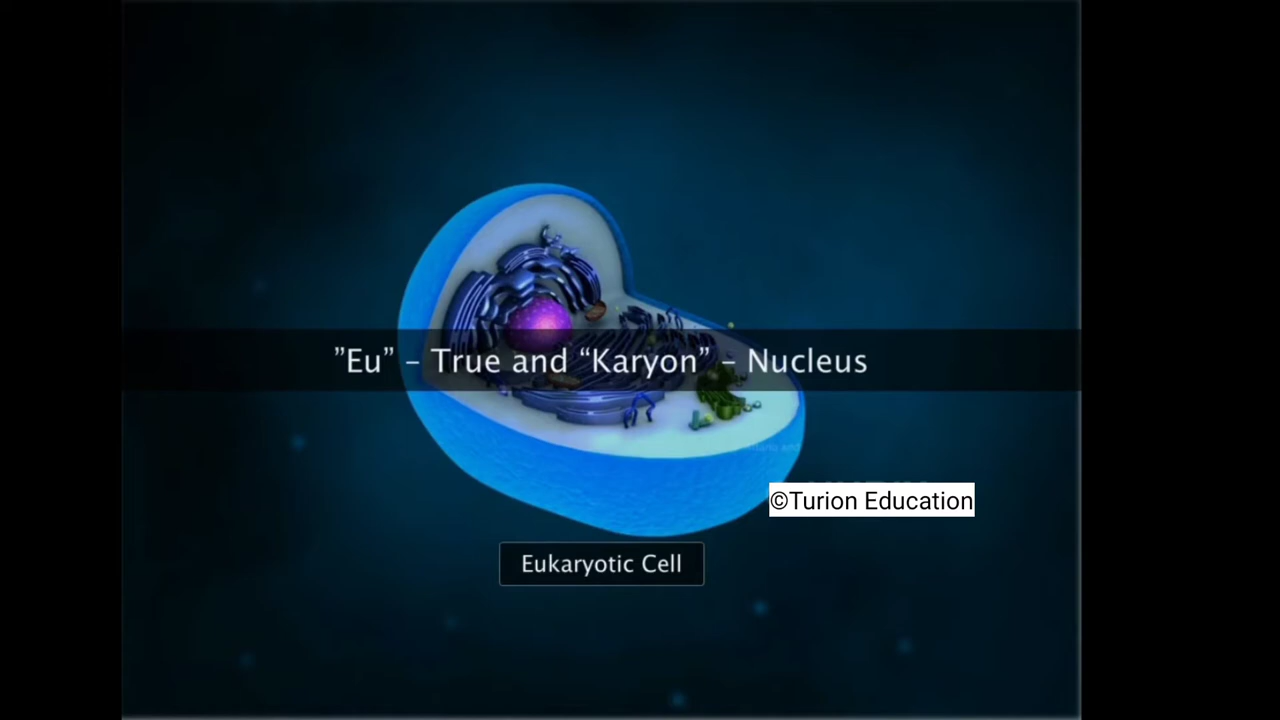 ”Eu” – True and “Karyon” – Nucleus
©Turion Education
Eukaryotic Cell